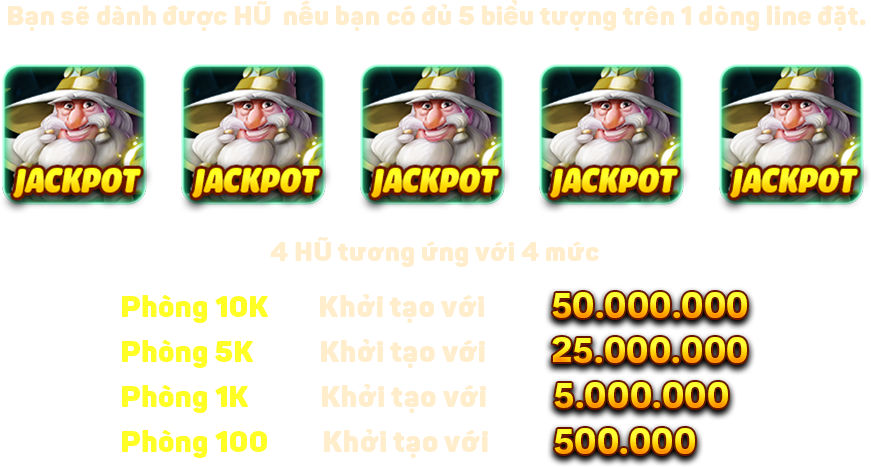 Bạn sẽ dành được HŨ nếu bạn có đủ 5 biểu tượng trên 1 dòng line đặt.
JACKPOT JACKPOT JACKPOT JACKPOT JACKPOT
4 HŨ tương ứng với 4 mức
Phòng 10K Khởi tạo với 50.000.000
Phòng 5K Khởi tạo với 25.000.000
Phòng 1K Khởi tạo với 5.000.000
Phòng 100 Khởi tạo với 500.000